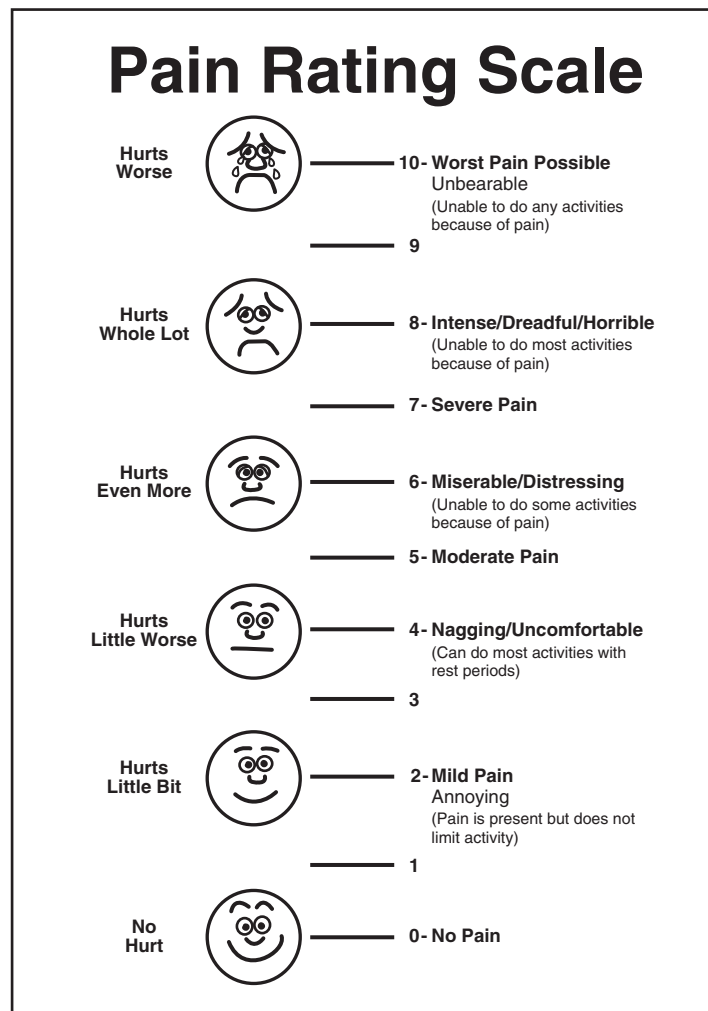 Pain Rating Scale
Hurts
Worse
10- Worst Pain Possible
Unbearable
(Unable to do any activities
because of pain)
9
Hurts
Whole Lot
8- Intense/Dreadful/Horrible
(Unable to do most activities
because of pain)
7- Severe Pain
Hurts
Even More
6- Miserable/Distressing
(Unable to do some activities
because of pain)
5- Moderate Pain
Hurts
Little Worse
4- Nagging/Uncomfortable
(Can do most activities with
rest periods)
3
Hurts
Little Bit
2- Mild Pain
Annoying
(Pain is present but does not
limit activity)
1
No
Hurt
0- No Pain